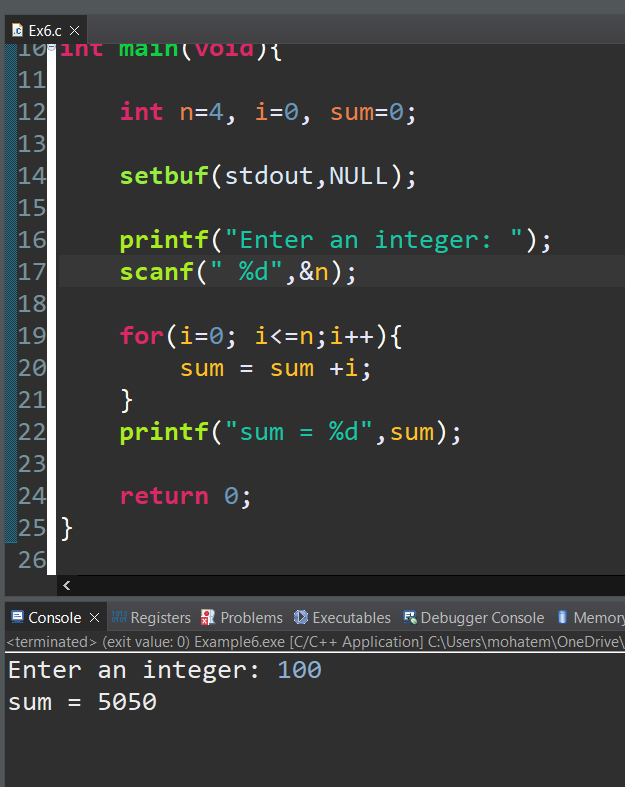 Ex6.c
10 int main(void){
11
12     int n=4, i=0, sum=0;
13
14     setbuf(stdout,NULL);
15
16     printf("Enter an integer: ");
17     scanf(" %d",&n);
18
19     for(i=0; i<=n;i++){
20         sum = sum +i;
21     }
22     printf("sum = %d",sum);
23
24     return 0;
25 }
26
Console Registers Problems Executables Debugger Console Memory
<terminated> (exit value: 0) Example6.exe [C/C++ Application] C:\Users\mohatem\OneDrive\
Enter an integer: 100
sum = 5050